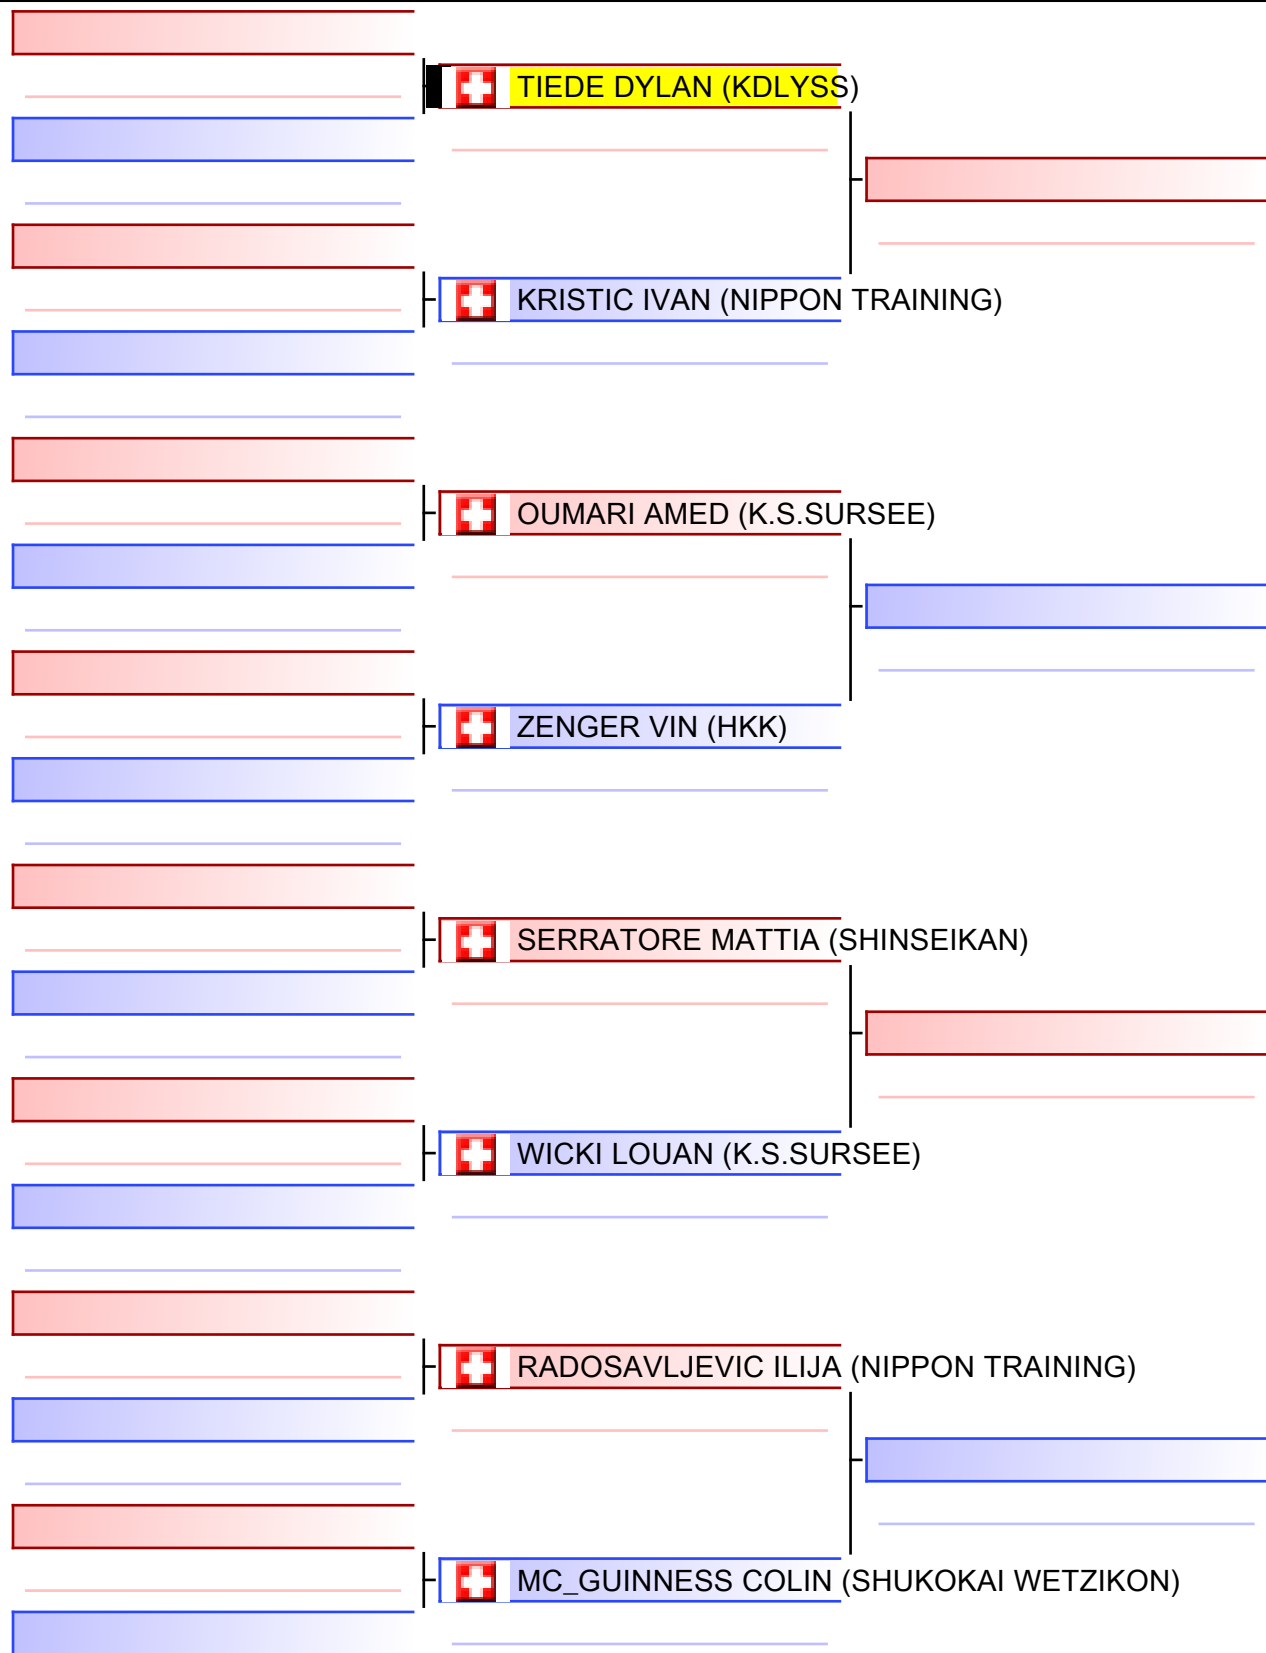 TIEDE DYLAN (KDLYSS)
KRISTIC IVAN (NIPPON TRAINING)
OUMARI AMED (K.S.SURSEE)
ZENGER VIN (HKK)
SERRATORE MATTIA (SHINSEIKAN)
WICKI LOUAN (K.S.SURSEE)
RADOSAVLJEVIC ILIJA (NIPPON TRAINING)
MC_GUINNESS COLIN (SHUKOKAI WETZIKON)